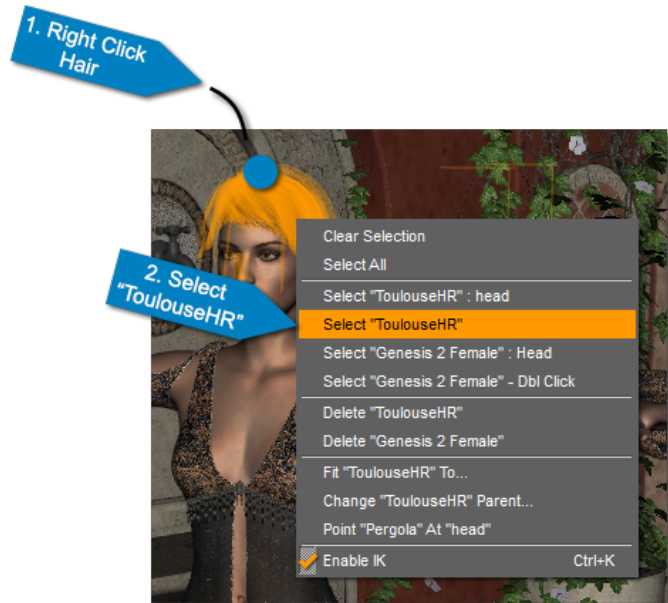 1. Right Click
Hair
2. Select
“ToulouseHR”
Clear Selection
Select All
Select "ToulouseHR" : head
Select "ToulouseHR"
Select "Genesis 2 Female" : Head
Select "Genesis 2 Female" - Dbl Click
Delete "ToulouseHR"
Delete "Genesis 2 Female"
Fit "ToulouseHR" To...
Change "ToulouseHR" Parent...
Point "Pergola" At "head"
Enable IK Ctrl+K